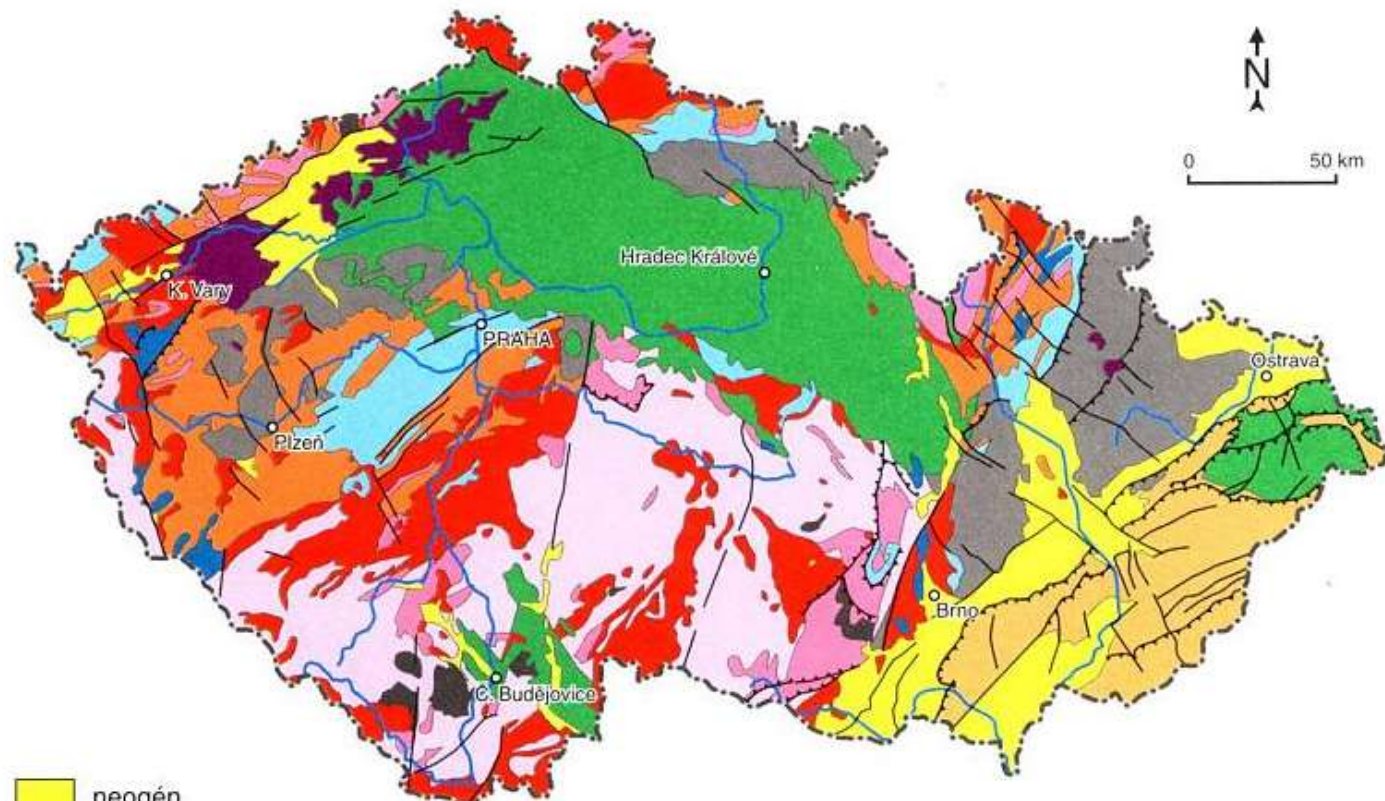 N
0 50 km
Hradec Králové
K. Vary
PRAHA
Ostrava
Plzeň
Brno
Č. Budějovice
neogén